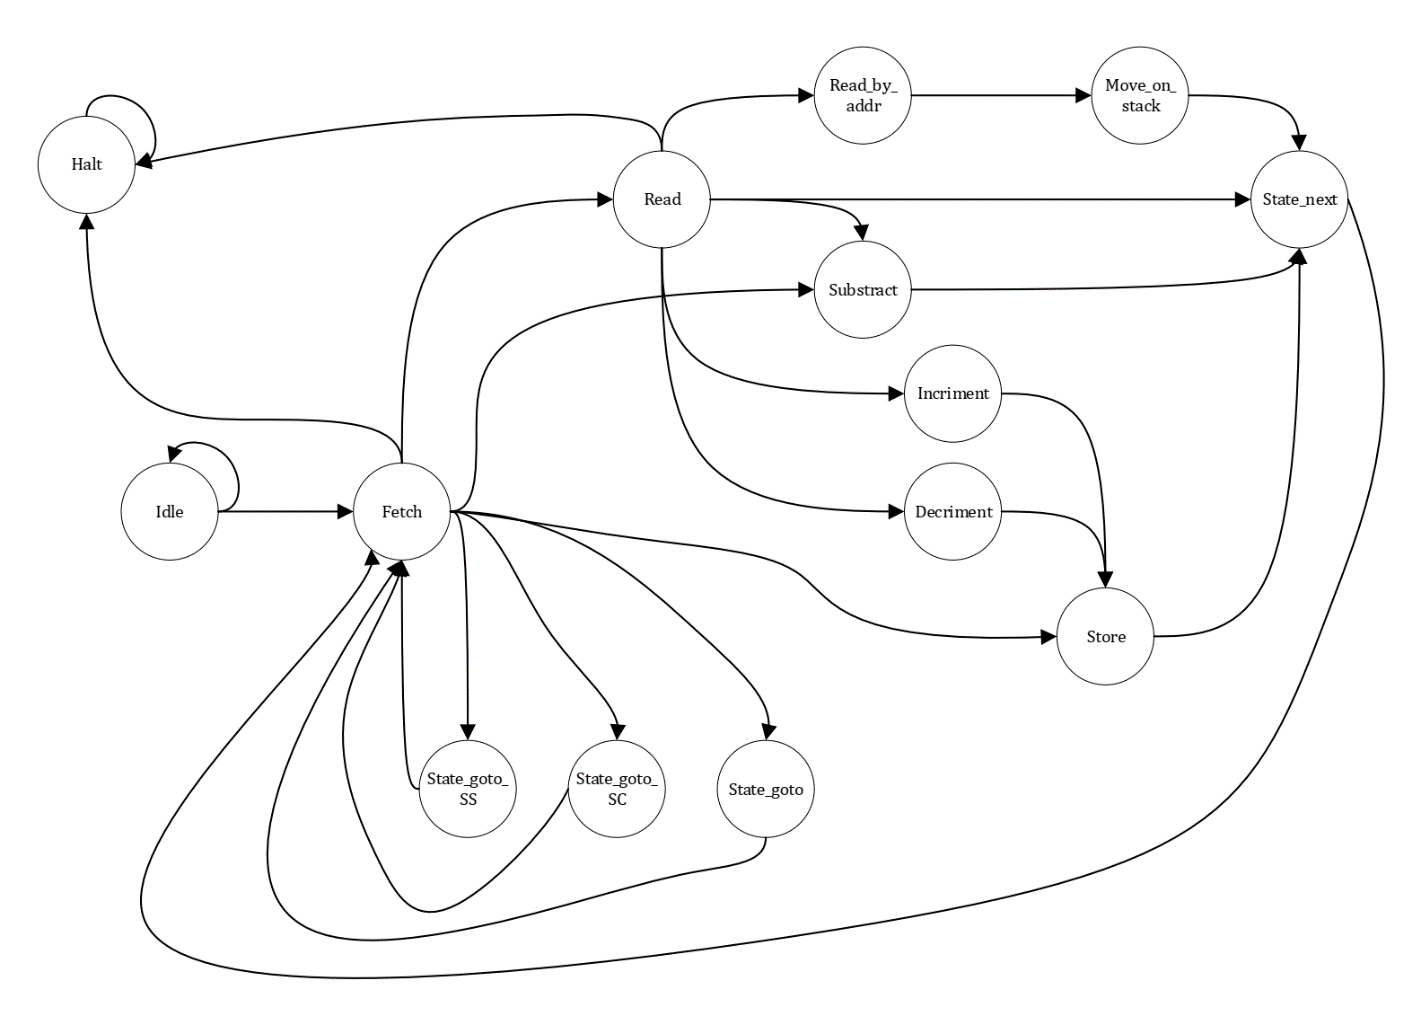 Read_by_
addr
Move_on_
stack
Halt
Read
State_next
Substract
Incriment
Idle
Fetch
Decriment
Store
State_goto_
SS
State_goto_
SC
State_goto